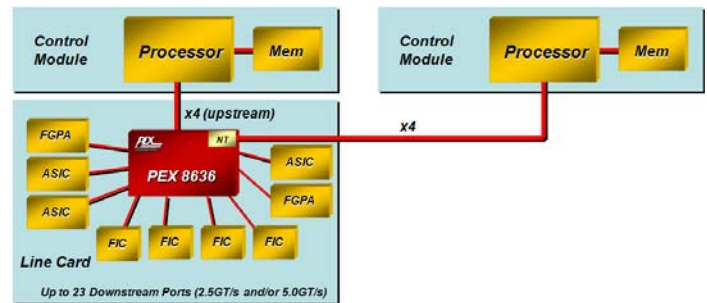 Control
Module
Processor
Mem
Control
Module
Processor
Mem
x4 (upstream)
x4
FGPA
ASIC
ASIC
PLX
NT
PEX 8636
ASIC
FGPA
FIC
FIC
FIC
FIC
Line Card
Up to 23 Downstream Ports (2.5GT/s and/or 5.0GT/s)